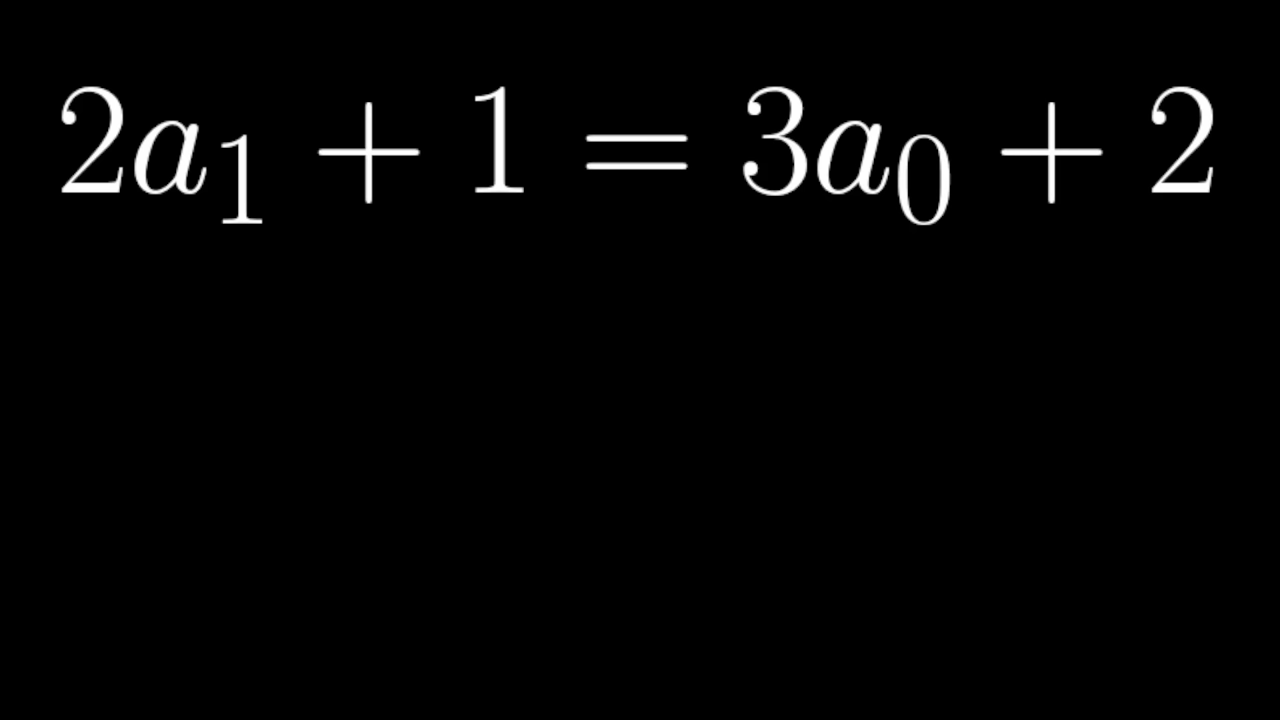 2a₁ + 1 = 3a₀ + 2